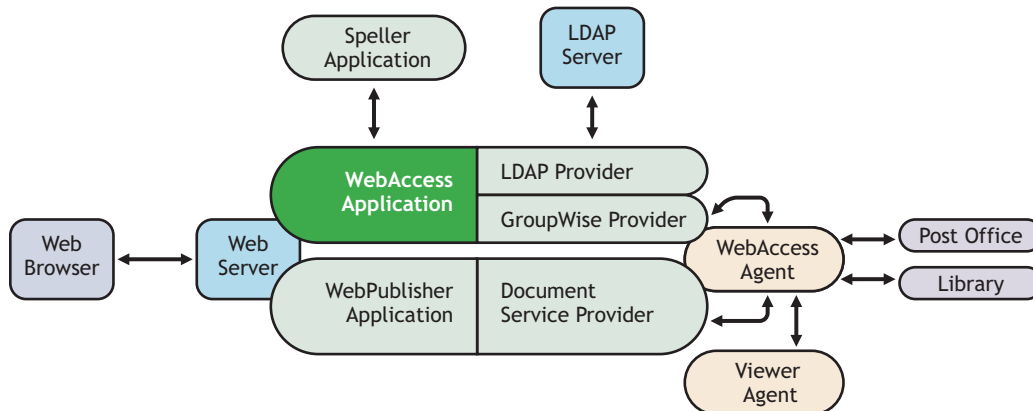 Speller
Application
LDAP
Server
WebAccess
Application
LDAP Provider
GroupWise Provider
Web
Browser
Web
Server
WebAccess
Agent
Post Office
Library
WebPublisher
Application
Document
Service Provider
Viewer
Agent